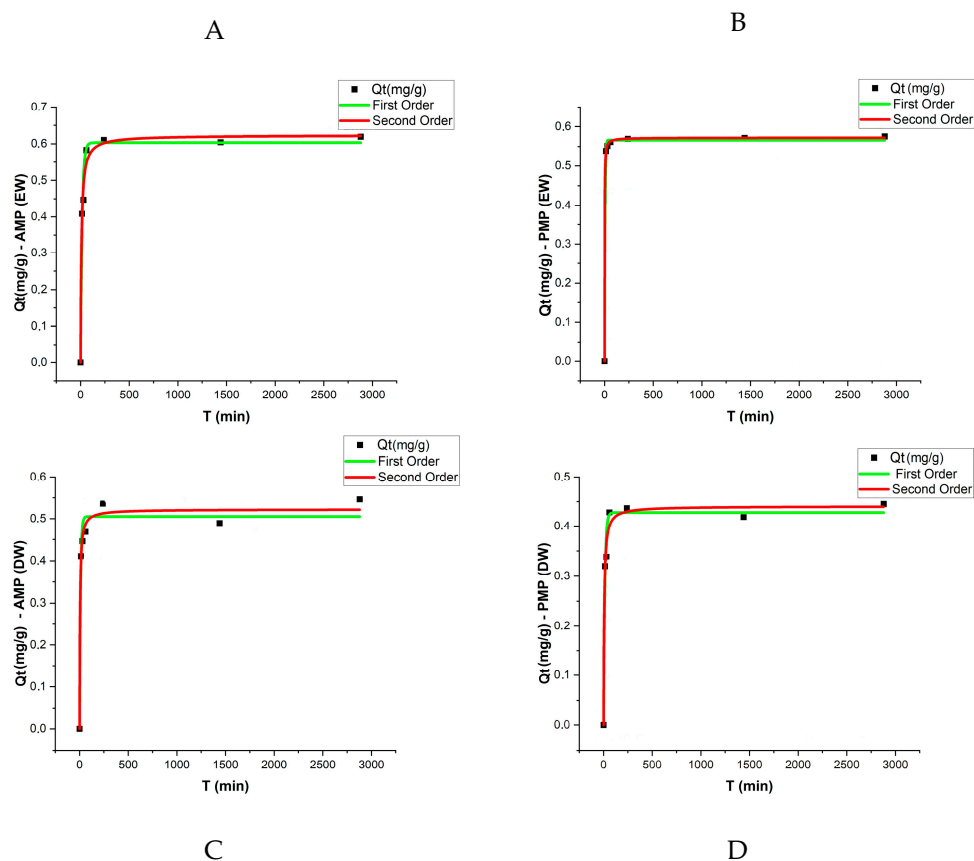 A
B
Qt(mg/g)
First Order
Second Order
0.7
0.6
0.5
0.4
0.3
0.2
0.1
0.0
Qt(mg/g) - AMP (EW)
0 500 1000 1500 2000 2500 3000
T (min)
Qt (mg/g)
First Order
Second Order
0.6
0.5
0.4
0.3
0.2
0.1
0.0
Qt (mg/g) - PMP (EW)
0 500 1000 1500 2000 2500 3000
T (min)
Qt(mg/g)
First Order
Second Order
0.6
0.5
0.4
0.3
0.2
0.1
0.0
Qt(mg/g) - AMP (DW)
0 500 1000 1500 2000 2500 3000
T (min)
Qt(mg/g)
First Order
Second Order
0.5
0.4
0.3
0.2
0.1
0.0
Qt(mg/g) - PMP (DW)
0 500 1000 1500 2000 2500 3000
T (min)
C
D